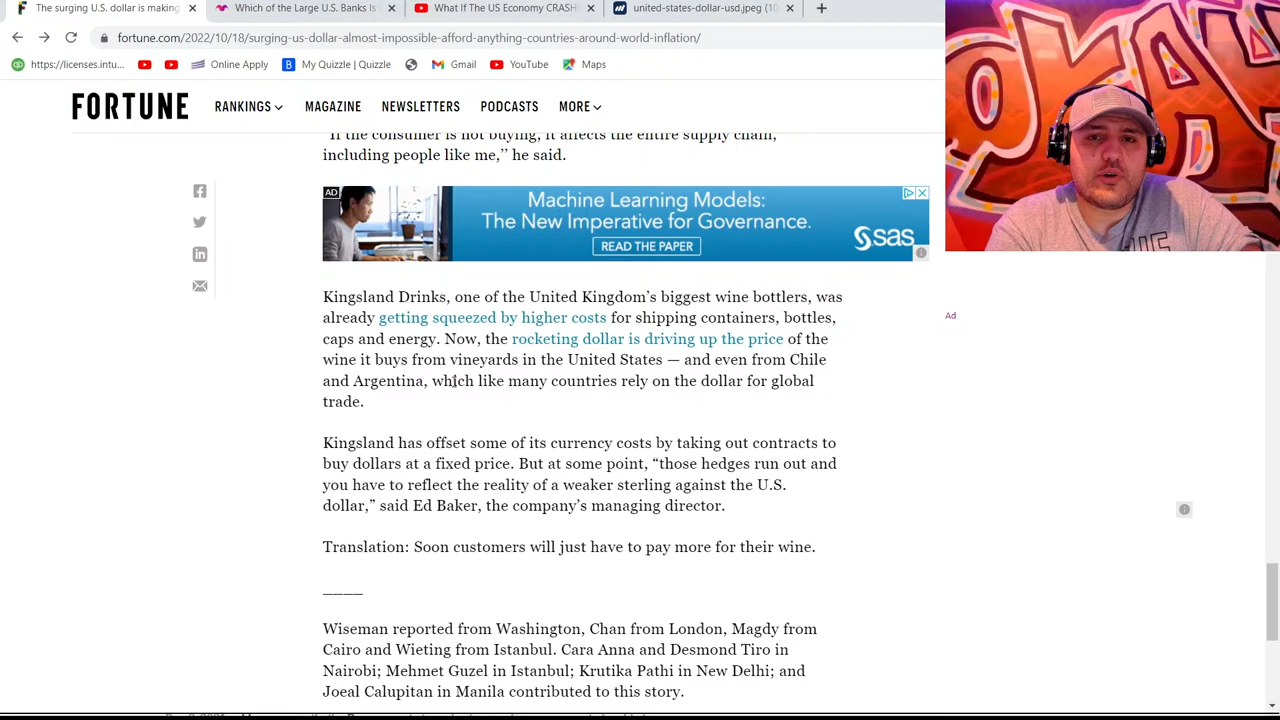 The surging U.S. dollar is making
Which of the Large U.S. Banks Is
What If The US Economy CRASH
united-states-dollar-usd.jpeg (10
fortune.com/2022/10/18/surging-us-dollar-almost-impossible-afford-anything-countries-around-world-inflation/
https://licenses.intu...
Online Apply
My Quizzle | Quizzle
Gmail
YouTube
Maps
FORTUNE
RANKINGS
MAGAZINE
NEWSLETTERS
PODCASTS
MORE
"If the consumer is not buying, it affects the entire supply chain,
including people like me,'' he said.
AD
Machine Learning Models:
The New Imperative for Governance.
READ THE PAPER
sas
Kingsland Drinks, one of the United Kingdom's biggest wine bottlers, was
already getting squeezed by higher costs for shipping containers, bottles,
caps and energy. Now, the rocketing dollar is driving up the price of the
wine it buys from vineyards in the United States — and even from Chile
and Argentina, which like many countries rely on the dollar for global
trade.
Ad
Kingsland has offset some of its currency costs by taking out contracts to
buy dollars at a fixed price. But at some point, "those hedges run out and
you have to reflect the reality of a weaker sterling against the U.S.
dollar," said Ed Baker, the company's managing director.
Translation: Soon customers will just have to pay more for their wine.
____
Wiseman reported from Washington, Chan from London, Magdy from
Cairo and Wieting from Istanbul. Cara Anna and Desmond Tiro in
Nairobi; Mehmet Guzel in Istanbul; Krutika Pathi in New Delhi; and
Joeal Calupitan in Manila contributed to this story.